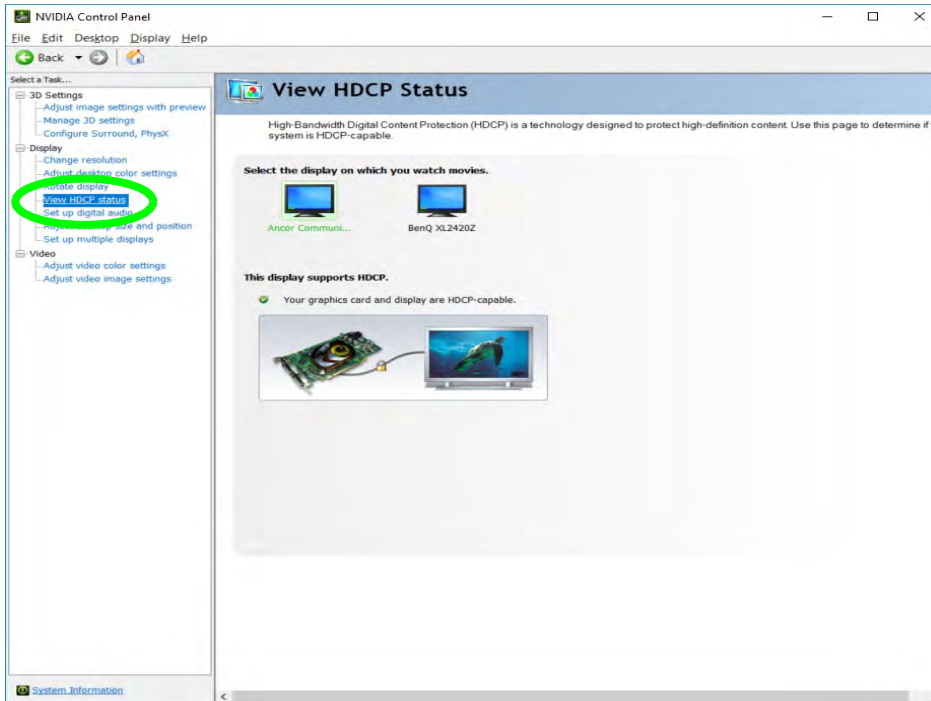 NVIDIA Control Panel
File Edit Desktop Display Help
Back
Select a Task...
3D Settings
Adjust image settings with preview
Manage 3D settings
Configure Surround, PhysX
Display
Change resolution
Adjust desktop color settings
Rotate display
View HDCP status
Set up digital audio
Adjust desktop size and position
Set up multiple displays
Video
Adjust video color settings
Adjust video image settings
System Information
View HDCP Status
High-Bandwidth Digital Content Protection (HDCP) is a technology designed to protect high-definition content. Use this page to determine if
system is HDCP-capable.
Select the display on which you watch movies.
Ancor Communi...
BenQ XL2420Z
This display supports HDCP.
Your graphics card and display are HDCP-capable.